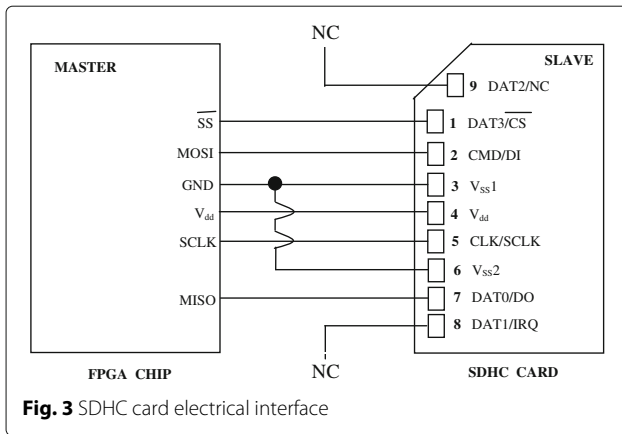 NC
MASTER
SLAVE
9 DAT2/NC
SS
1 DAT3/CS
MOSI
2 CMD/DI
GND
3 Vss1
Vdd
4 Vdd
SCLK
5 CLK/SCLK
6 Vss2
MISO
7 DAT0/DO
8 DAT1/IRQ
NC
FPGA CHIP
SDHC CARD
Fig. 3 SDHC card electrical interface